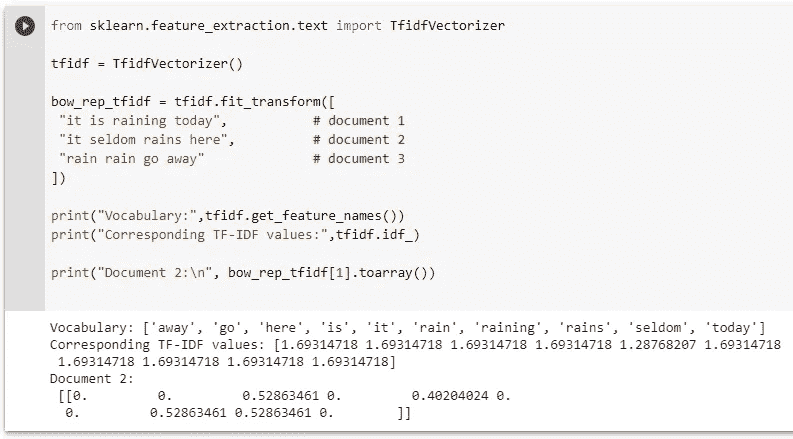 from sklearn.feature_extraction.text import TfidfVectorizer
tfidf = TfidfVectorizer()
bow_rep_tfidf = tfidf.fit_transform([
"it is raining today", # document 1
"it seldom rains here", # document 2
"rain rain go away" # document 3
])
print("Vocabulary:",tfidf.get_feature_names())
print("Corresponding TF-IDF values:",tfidf.idf_)
print("Document 2:\n", bow_rep_tfidf[1].toarray())
Vocabulary: ['away', 'go', 'here', 'is', 'it', 'rain', 'raining', 'rains', 'seldom', 'today']
Corresponding TF-IDF values: [1.69314718 1.69314718 1.69314718 1.69314718 1.28768207 1.69314718
1.69314718 1.69314718 1.69314718 1.69314718]
Document 2:
[[0. 0. 0.52863461 0. 0.40204024 0.
0. 0.52863461 0.52863461 0. ]]